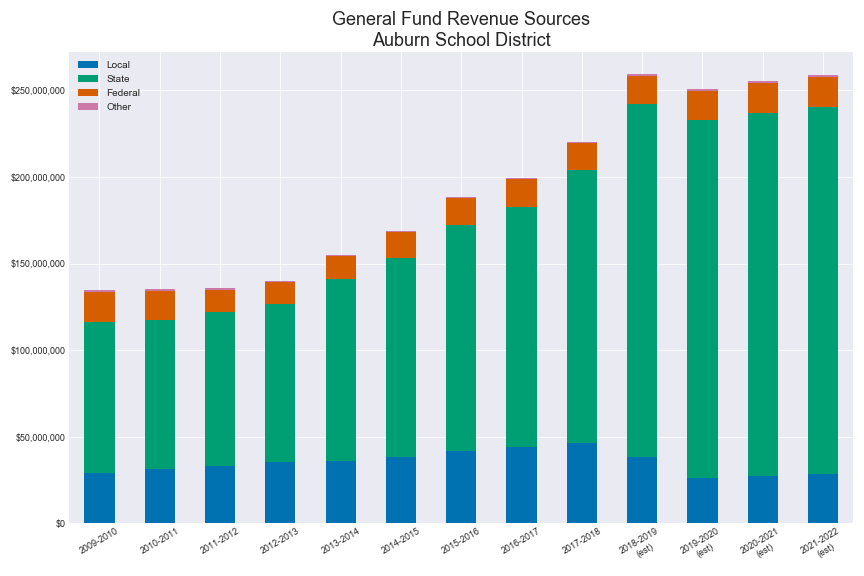 General Fund Revenue Sources
Auburn School District
Local
State
Federal
Other
$250,000,000
$200,000,000
$150,000,000
$100,000,000
$50,000,000
$0
2009-2010
2010-2011
2011-2012
2012-2013
2013-2014
2014-2015
2015-2016
2016-2017
2017-2018
2018-2019
(est)
2019-2020
(est)
2020-2021
(est)
2021-2022
(est)